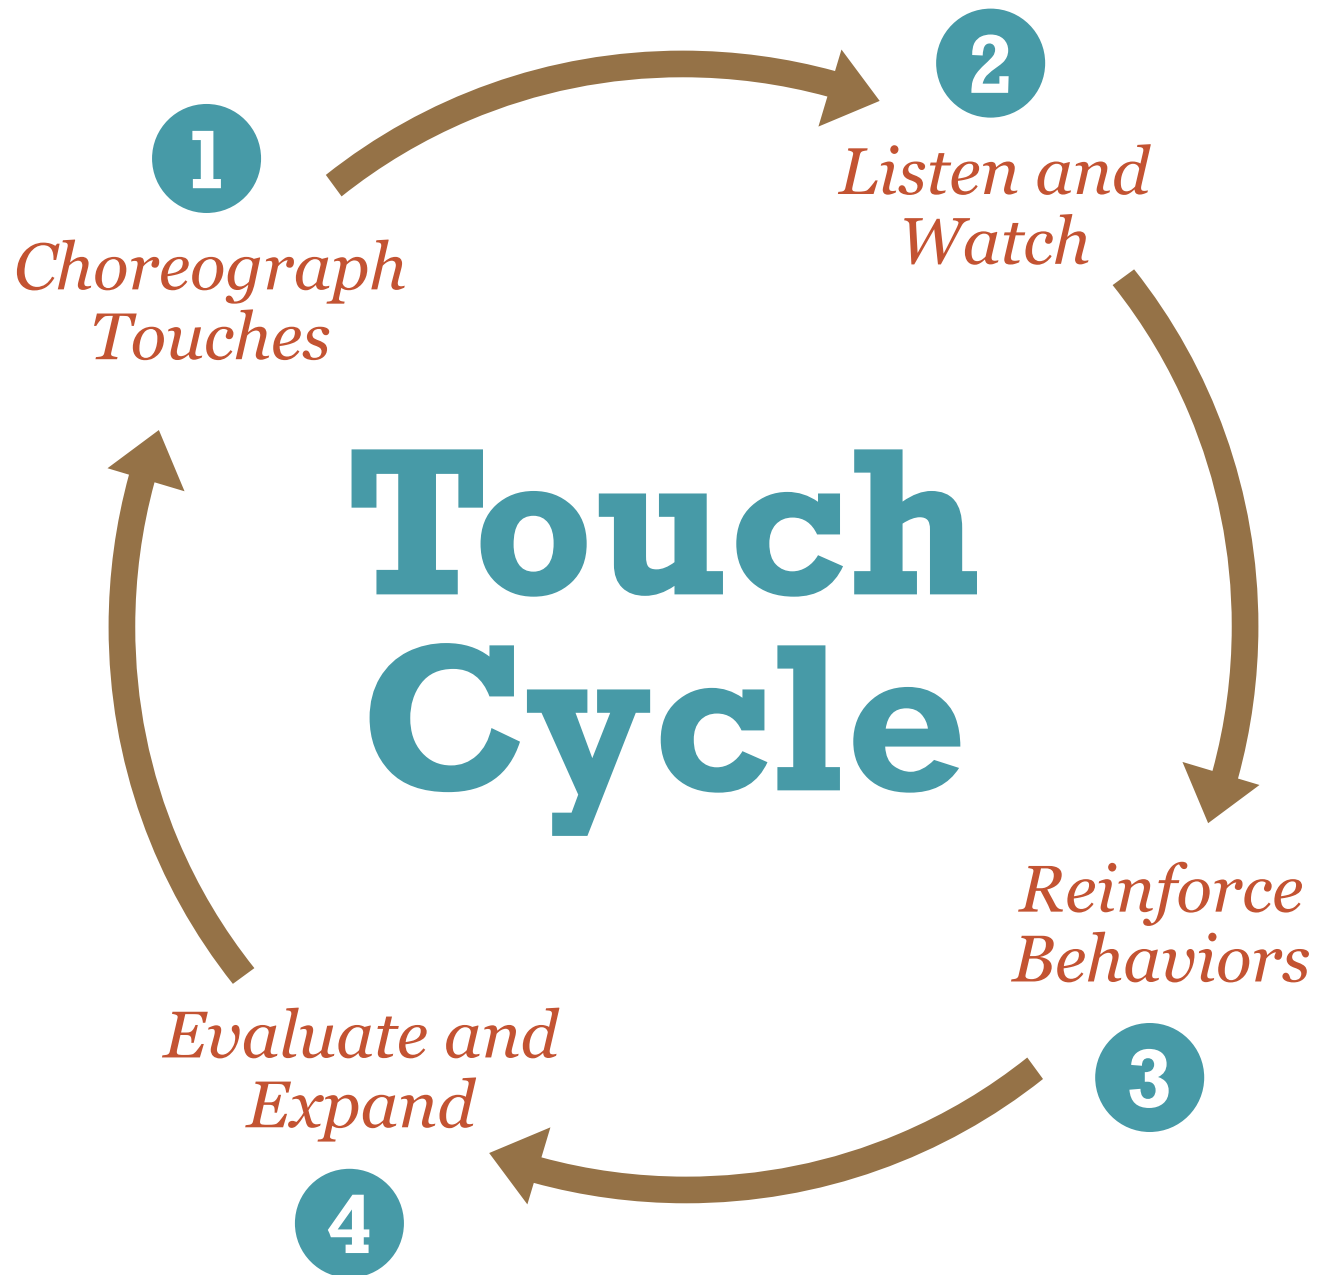 1
Choreograph
Touches
2
Listen and
Watch
Touch
Cycle
Reinforce
Behaviors
3
Evaluate and
Expand
4